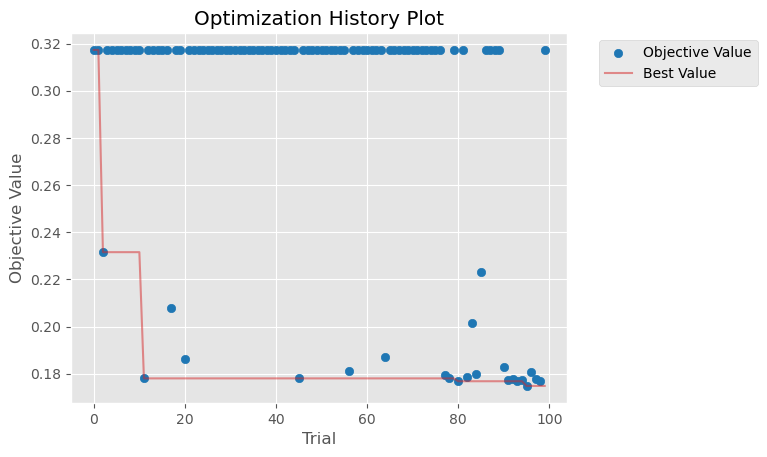 Optimization History Plot
Objective Value
Best Value
0.32
0.30
0.28
0.26
0.24
0.22
0.20
0.18
Objective Value
0
20
40
60
80
100
Trial